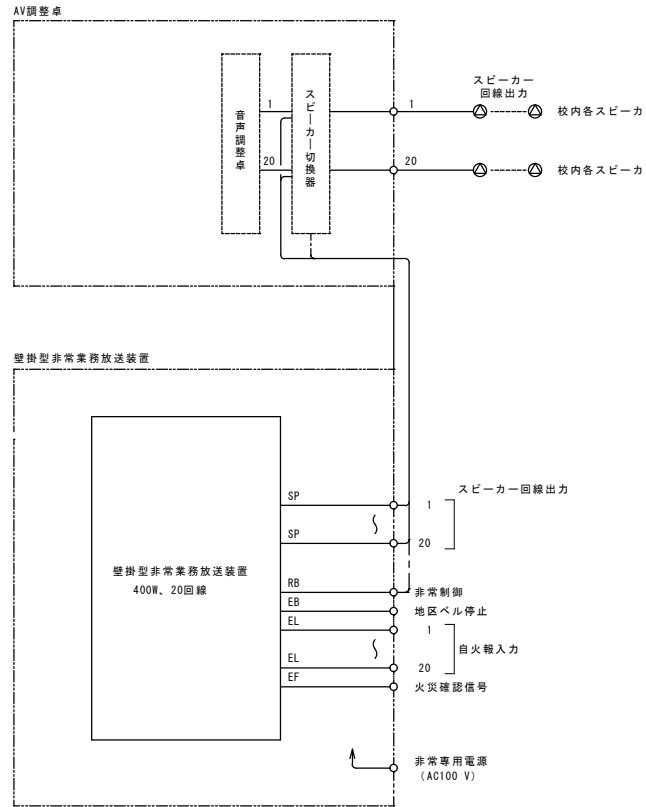 AV調整卓
スピーカー
回線出力
音声調整卓
スピーカー切換器
1
1
校内各スピーカ
20
20
校内各スピーカ
壁掛型非常業務放送装置
スピーカー回線出力
SP
1
SP
20
壁掛型非常業務放送装置
400W、20回線
RB
非常制御
EB
地区ベル停止
EL
1
自火報入力
EL
20
EF
火災確認信号
非常専用電源
(AC100 V)